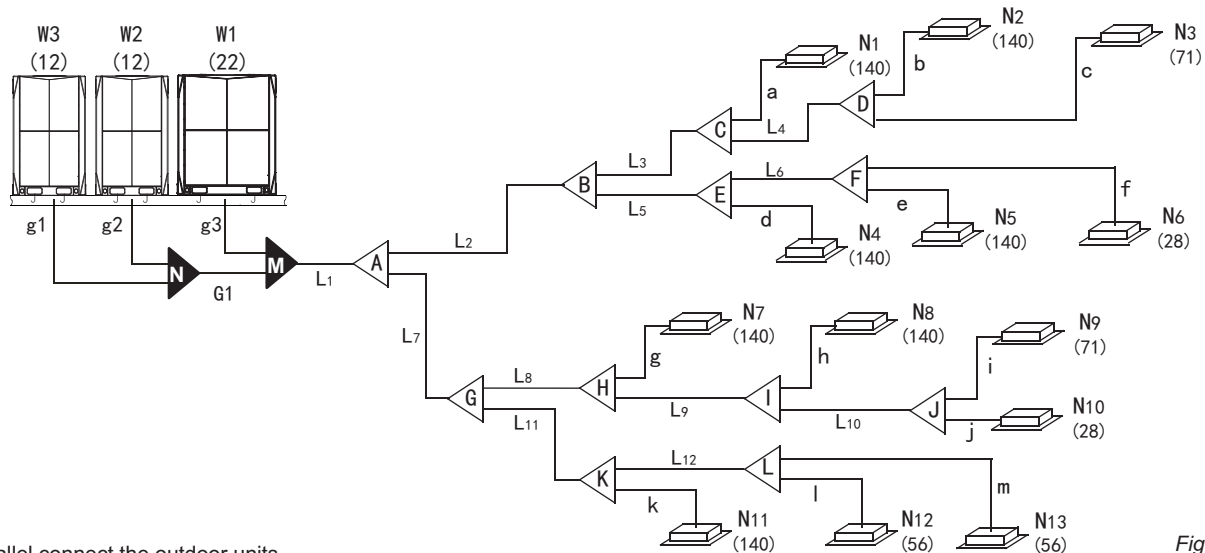 W3 W2 W1
(12) (12) (22)
g1 g2 g3
N M
G1
L1
A
L2
B
L3
C
a
N1
(140)
L4
D
b
N2
(140)
c
N3
(71)
L5
E
L6
F
d
N4
(140)
e
N5
(140)
f
N6
(28)
L7
G
L8
H
g
N7
(140)
L9
I
h
N8
(140)
L10
J
i
N9
(71)
j
N10
(28)
L11
K
L12
L
k
N11
(140)
l
N12
(56)
m
N13
(56)
connect the outdoor units
Fig